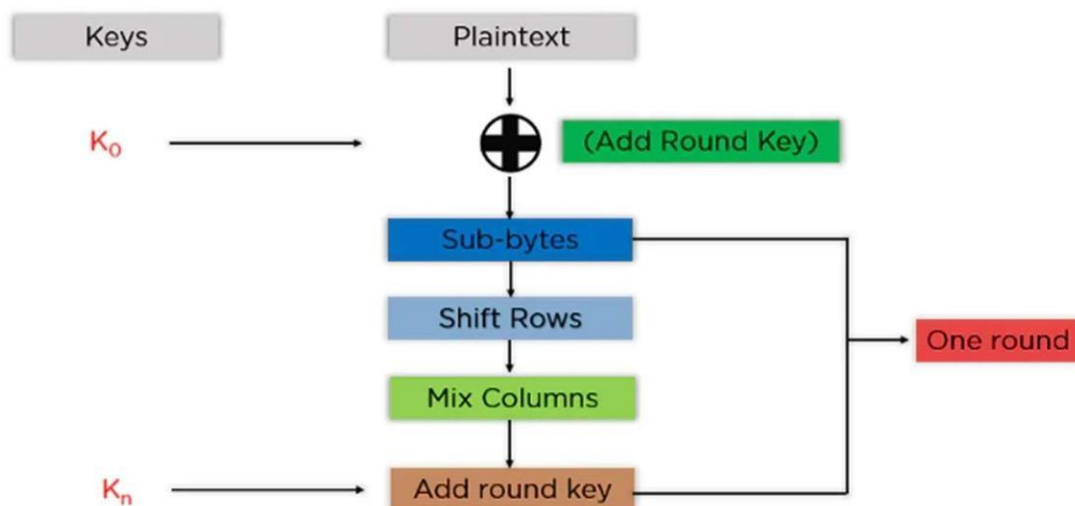 Keys
Plaintext
K₀
(Add Round Key)
Sub-bytes
Shift Rows
One round
Mix Columns
Kₙ
Add round key